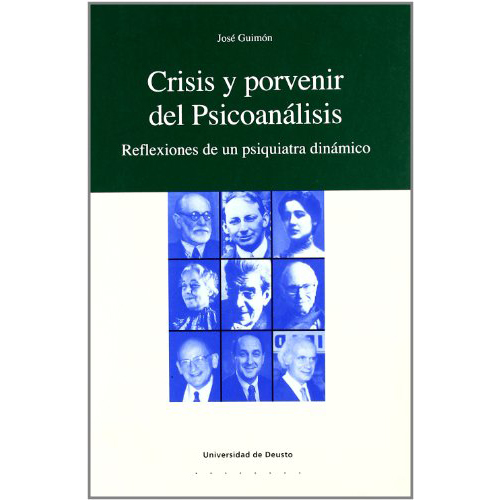 José Guimón
Crisis y porvenir
del Psicoanálisis
Reflexiones de un psiquiatra dinámico
Universidad de Deusto